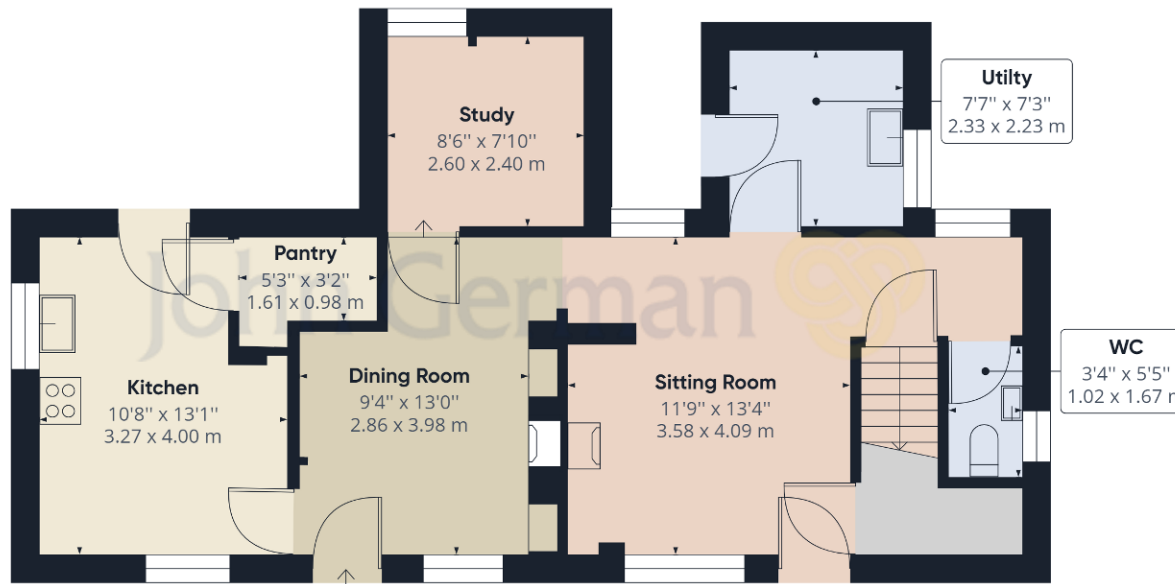 Study
8'6" x 7'10"
2.60 x 2.40 m
Utilty
7'7" x 7'3"
2.33 x 2.23 m
Pantry
5'3" x 3'2"
1.61 x 0.98 m
John German
Kitchen
10'8" x 13'1"
3.27 x 4.00 m
Dining Room
9'4" x 13'0"
2.86 x 3.98 m
Sitting Room
11'9" x 13'4"
3.58 x 4.09 m
WC
3'4" x 5'5"
1.02 x 1.67 m